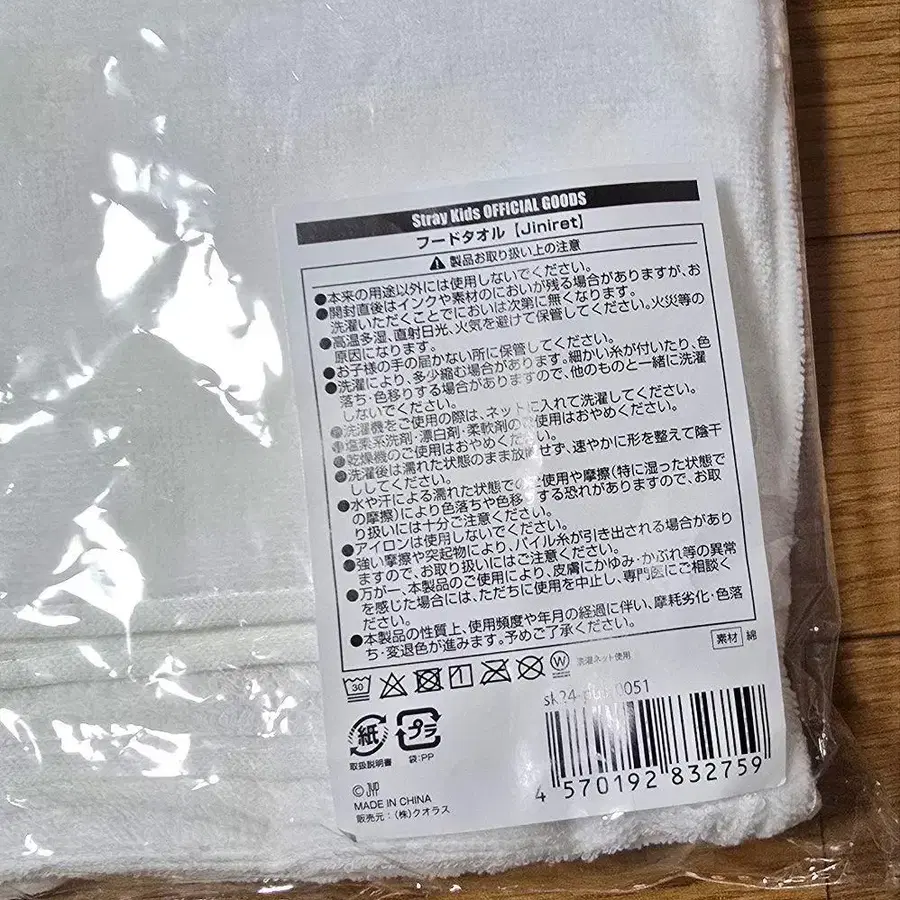 Stray Kids OFFICIAL GOODS
フードタオル【Jiniret】
製品お取り扱い上の注意
●本来の用途以外には使用しないでください。
●開封直後はインクや素材のにおいが残る場合がありますが、お
洗濯いただくことでにおいは次第に無くなります。
●高温多湿、直射日光、火気を避けて保管してください。火災等の
原因になります。
●お子様の手の届かない所に保管してください。
●洗濯により、多少縮む場合があります。細かい糸が付いたり、色
落ち・色移りする場合がありますので、他のものと一緒に洗濯
しないでください。
●洗濯機をご使用の際は、ネットに入れて洗濯してください。
●塩素系洗剤・漂白剤・柔軟剤のご使用はおやめください。
●乾燥機のご使用はおやめください。
●洗濯後は濡れた状態のまま放置せず、速やかに形を整えて陰干
ししてください。
●水や汗による濡れた状態でのご使用や摩擦(特に湿った状態で
の摩擦)により色落ちや色移りする恐れがありますので、お取
り扱いには十分ご注意ください。
●アイロンは使用しないでください。
●強い摩擦や突起物により、パイル糸が引き出される場合があり
ますので、お取り扱いにはご注意ください。
●万が一、本製品のご使用により、皮膚にかゆみ・かぶれ等の異常
を感じた場合には、ただちに使用を中止し、専門医にご相談く
ださい。
●本製品の性質上、使用頻度や年月の経過に伴い、摩耗劣化・色落
ち・変退色が進みます。予めご了承ください。
素材 綿
30 W 洗濯ネット使用
紙 プラ
取扱説明書 袋:PP
sk24- 0051
4 570192 832759
© JYP
MADE IN CHINA
販売元:(株)クオラス